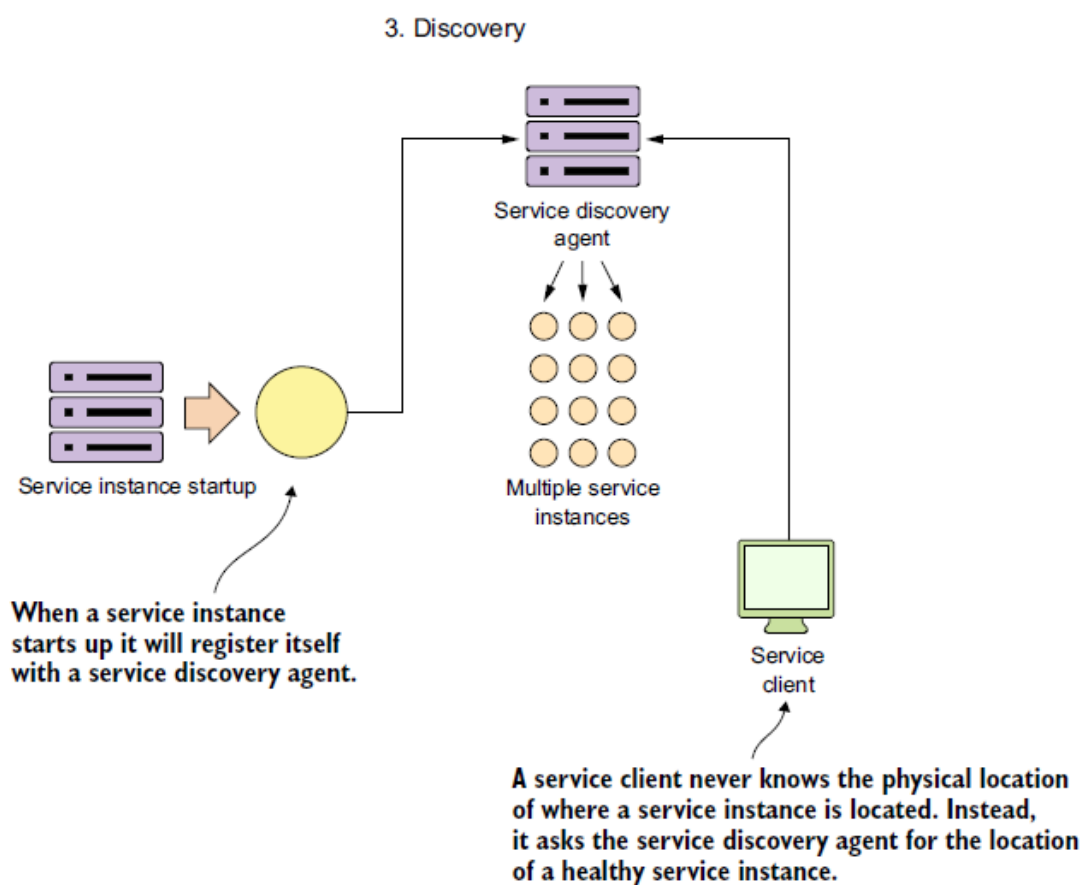 3. Discovery
Service discovery
agent
Service instance startup
Multiple service
instances
When a service instance
starts up it will register itself
with a service discovery agent.
Service
client
A service client never knows the physical location
of where a service instance is located. Instead,
it asks the service discovery agent for the location
of a healthy service instance.